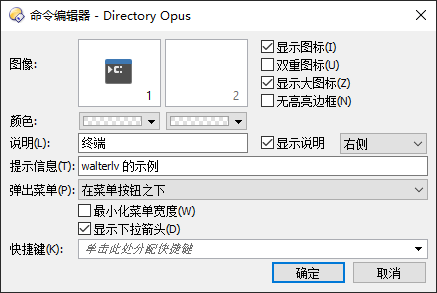 命令编辑器 - Directory Opus
图像:
C:
1
2
显示图标(I)
双重图标(U)
显示大图标(Z)
无高亮边框(N)
颜色:
说明(L): 终端 显示说明 右侧
提示信息(T): walterlv 的示例
弹出菜单(P): 在菜单按钮之下
最小化菜单宽度(W)
显示下拉箭头(D)
快捷键(K): 单击此处分配快捷键
确定 取消